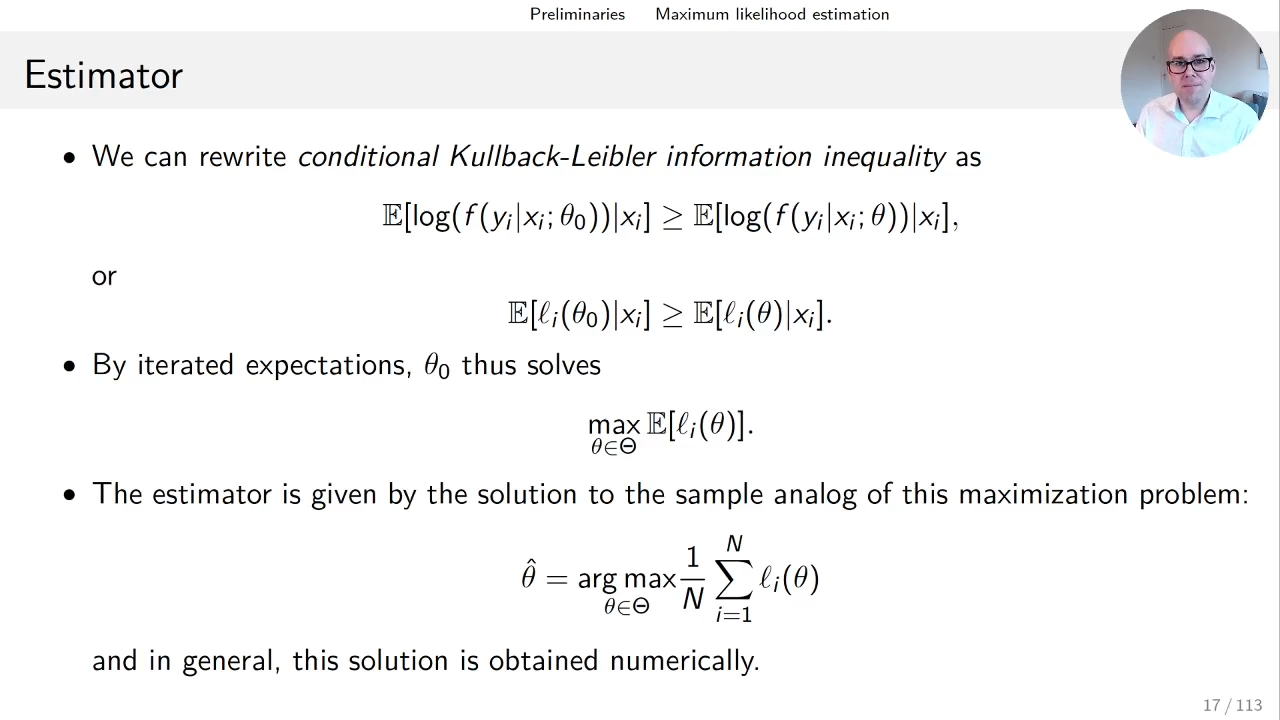 Preliminaries Maximum likelihood estimation
Estimator
• We can rewrite conditional Kullback-Leibler information inequality as
𝔼[log(f(yᵢ|xᵢ; θ₀))|xᵢ] ≥ 𝔼[log(f(yᵢ|xᵢ; θ))|xᵢ],
or
𝔼[ℓᵢ(θ₀)|xᵢ] ≥ 𝔼[ℓᵢ(θ)|xᵢ].
• By iterated expectations, θ₀ thus solves
max_{θ∈Θ} 𝔼[ℓᵢ(θ)].
• The estimator is given by the solution to the sample analog of this maximization problem:
θ̂ = arg max_{θ∈Θ} \frac{1}{N} ∑_{i=1}^{N} ℓᵢ(θ)
and in general, this solution is obtained numerically.
17 / 113